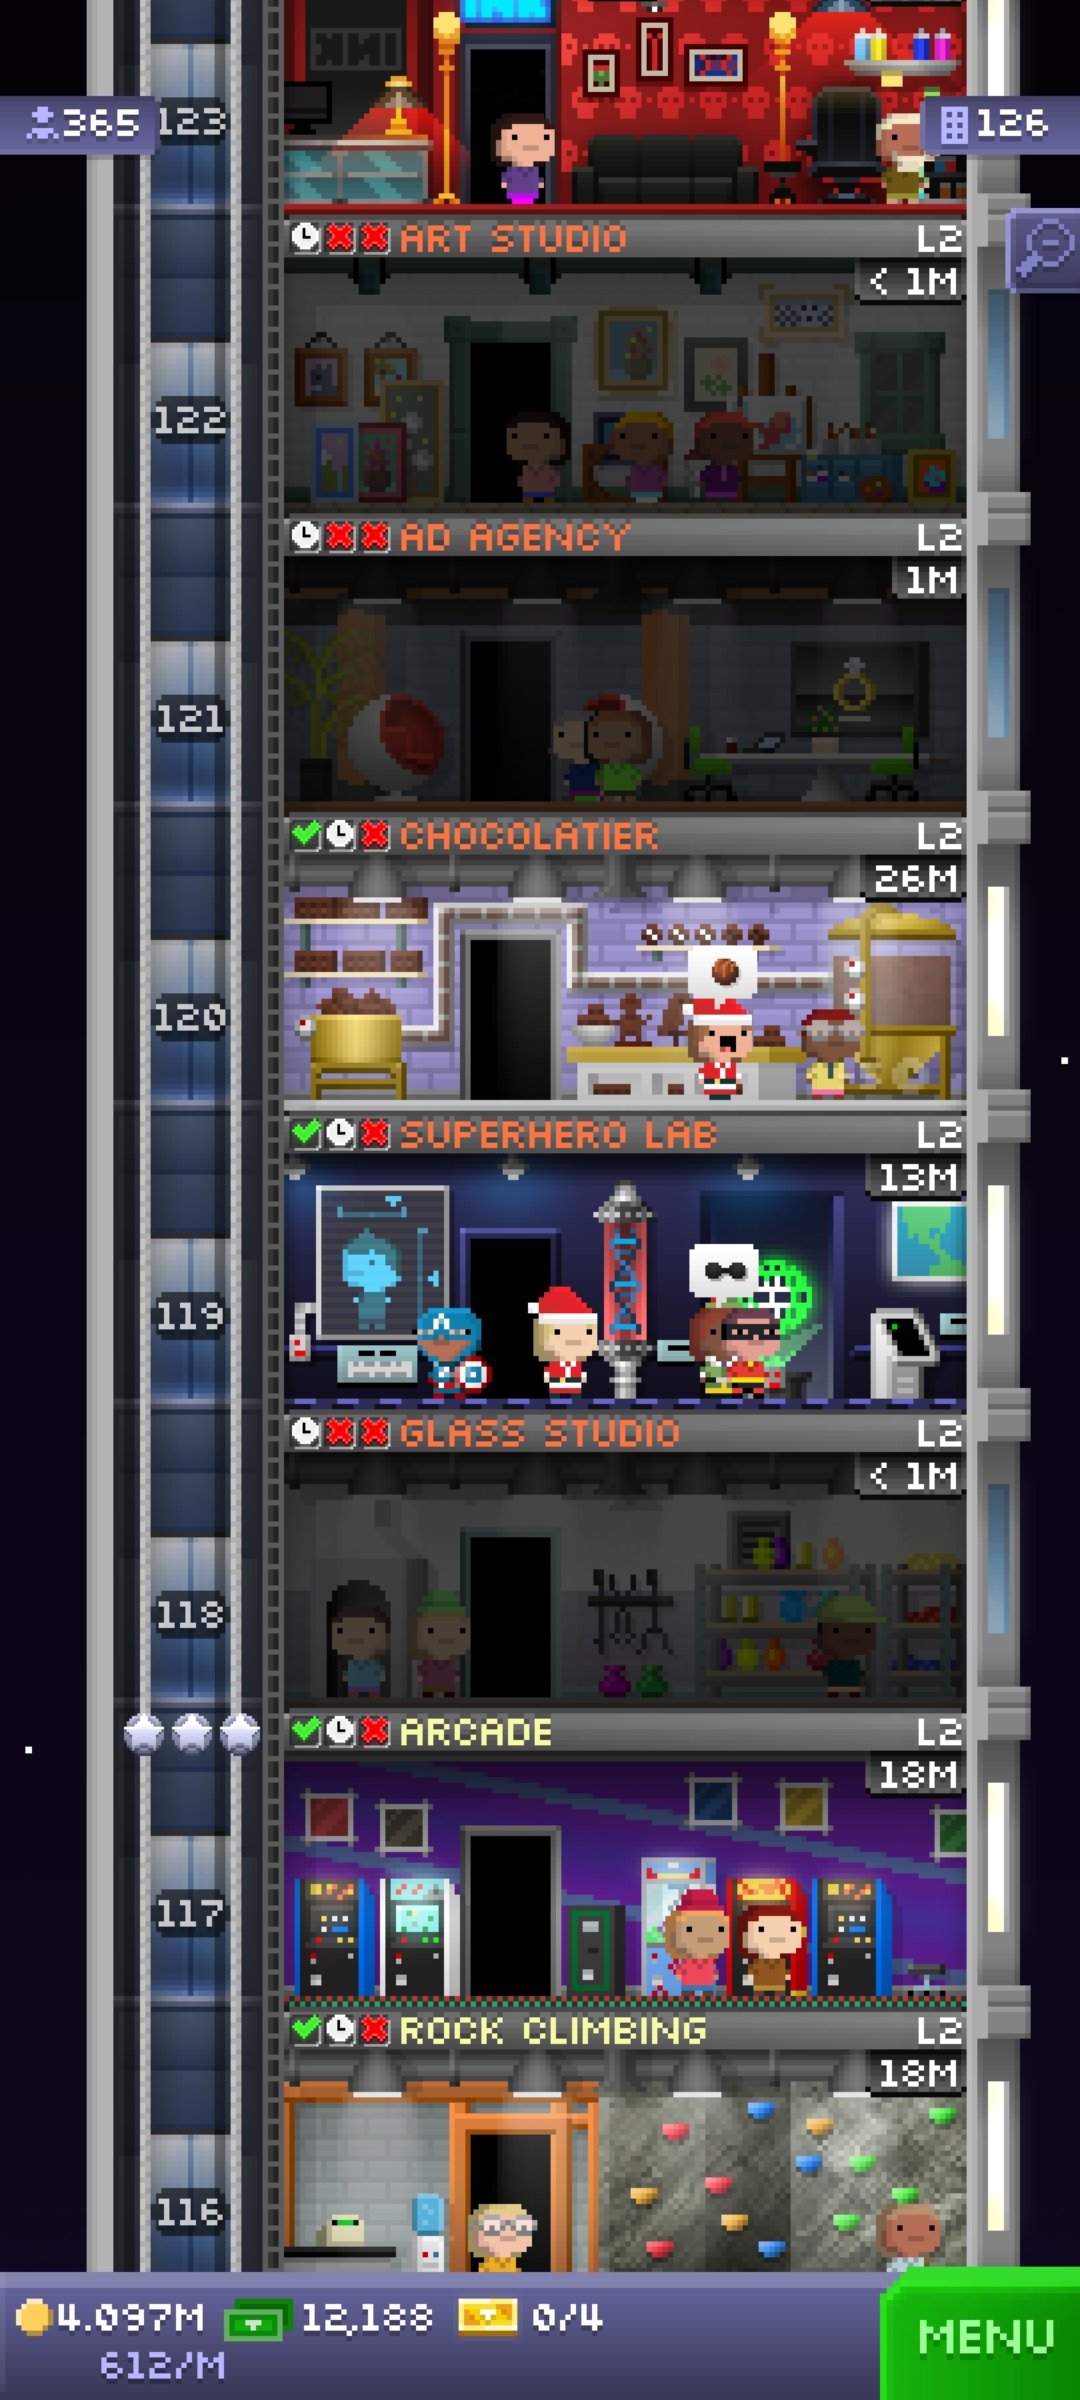 INK
365
123
126
ART STUDIO L2
< 1M
122
AD AGENCY L2
1M
121
CHOCOLATIER L2
26M
120
SUPERHERO LAB L2
13M
119
GLASS STUDIO L2
< 1M
118
ARCADE L2
18M
117
ROCK CLIMBING L2
18M
116
4.097M 12,188 0/4
612/M
MENU